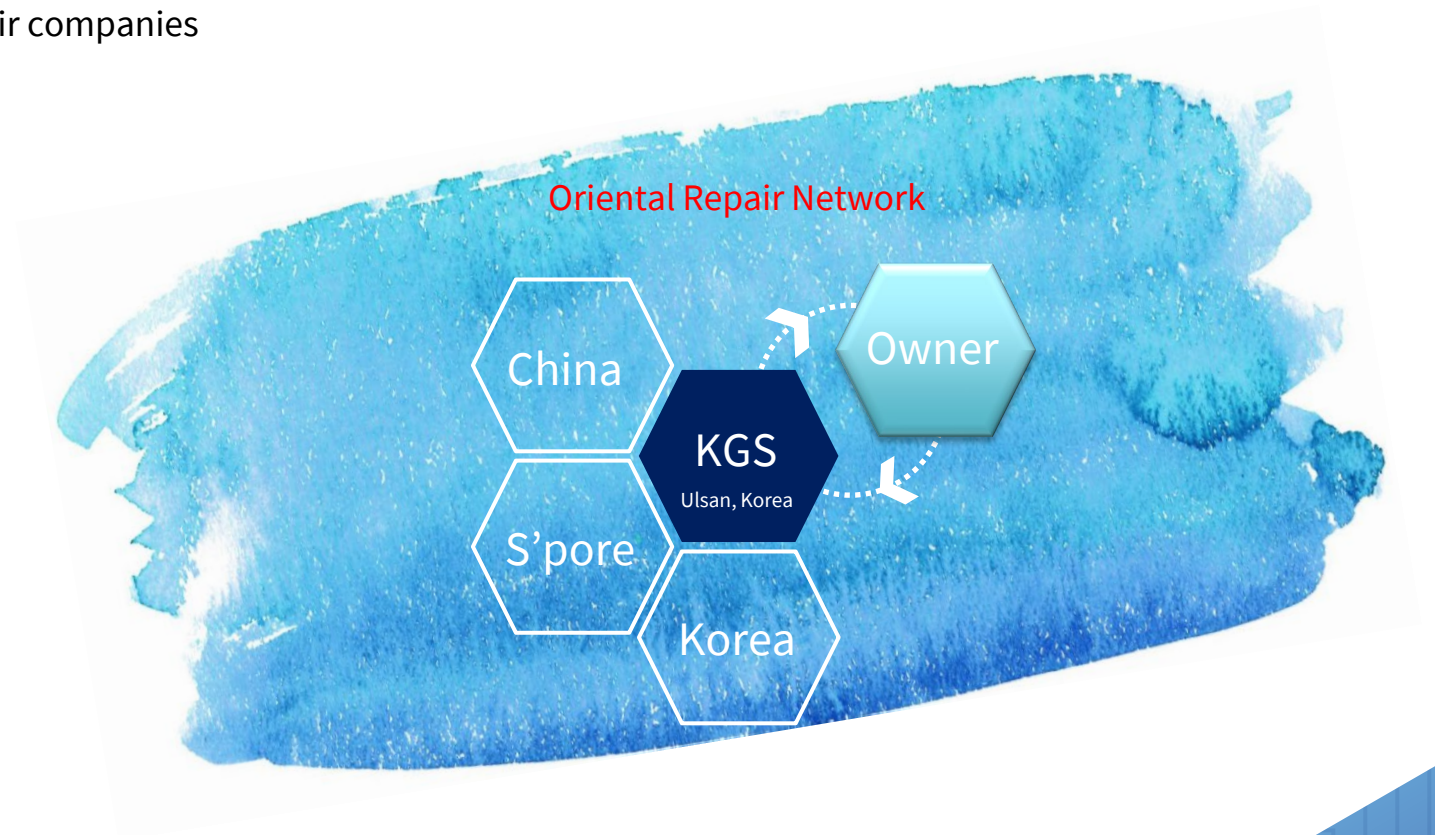 ir companies
Oriental Repair Network
China
Owner
KGS
Ulsan, Korea
S’pore
Korea